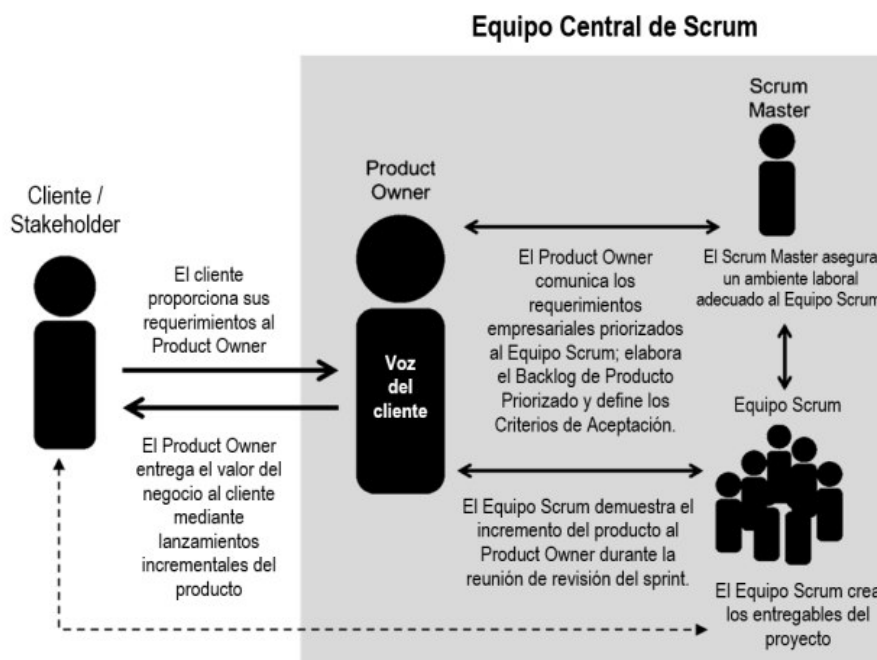 Equipo Central de Scrum
Scrum
Master
Product
Owner
Cliente /
Stakeholder
El cliente
proporciona sus
requerimientos al
Product Owner
Voz
del
cliente
El Product Owner
entrega el valor del
negocio al cliente
mediante
lanzamientos
incrementales del
producto
El Product Owner
comunica los
requerimientos
empresariales priorizados
al Equipo Scrum; elabora
el Backlog de Producto
Priorizado y define los
Criterios de Aceptación.
El Scrum Master asegura
un ambiente laboral
adecuado al Equipo Scrum
Equipo Scrum
El Equipo Scrum demuestra el
incremento del producto al
Product Owner durante la
reunión de revisión del sprint.
El Equipo Scrum crea
los entregables del
proyecto